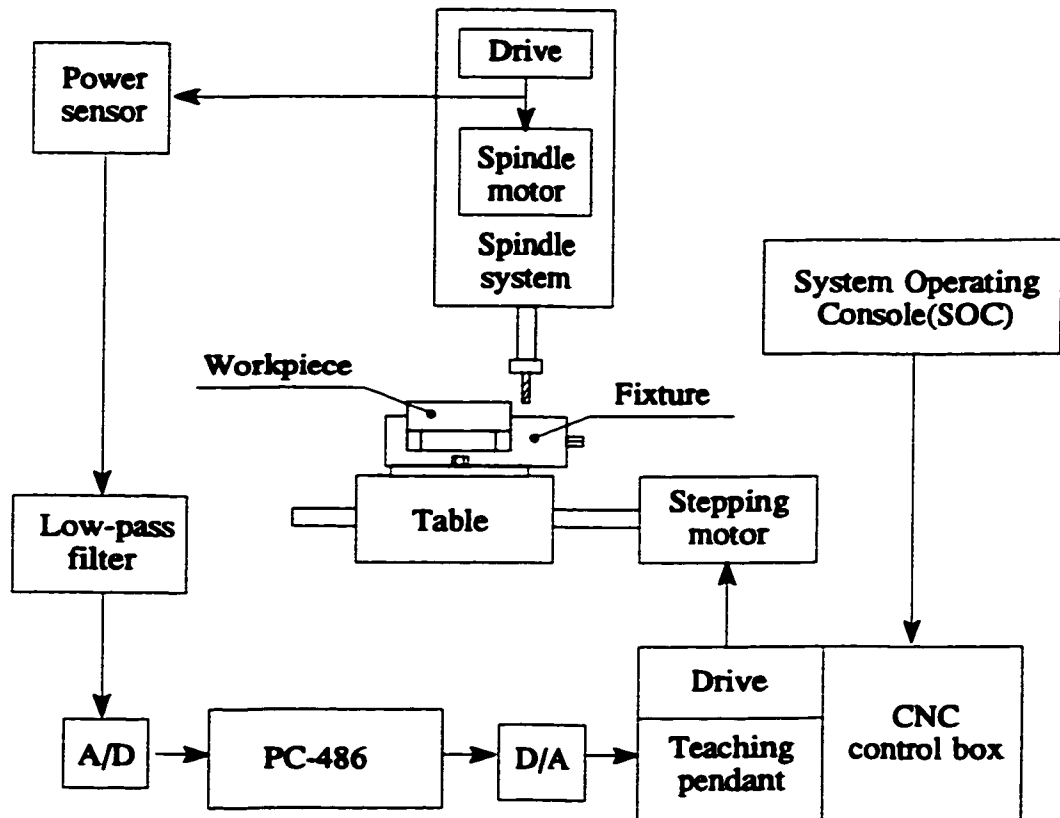 Drive
Power
sensor
Spindle
motor
Spindle
system
System Operating
Console(SOC)
Workpiece
Fixture
Low-pass
filter
Table
Stepping
motor
Drive
CNC
control box
A/D
PC-486
D/A
Teaching
pendant